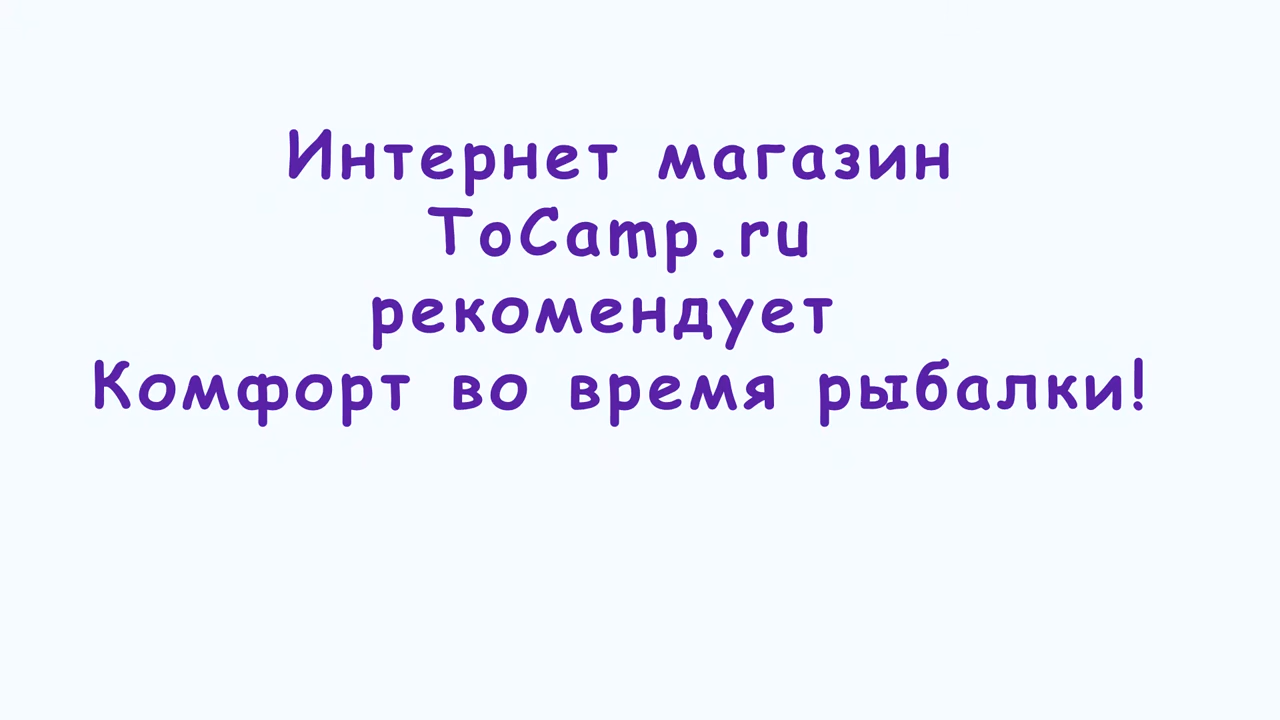 Интернет магазин
ToCamp.ru
рекомендует
Комфорт во время рыбалки!